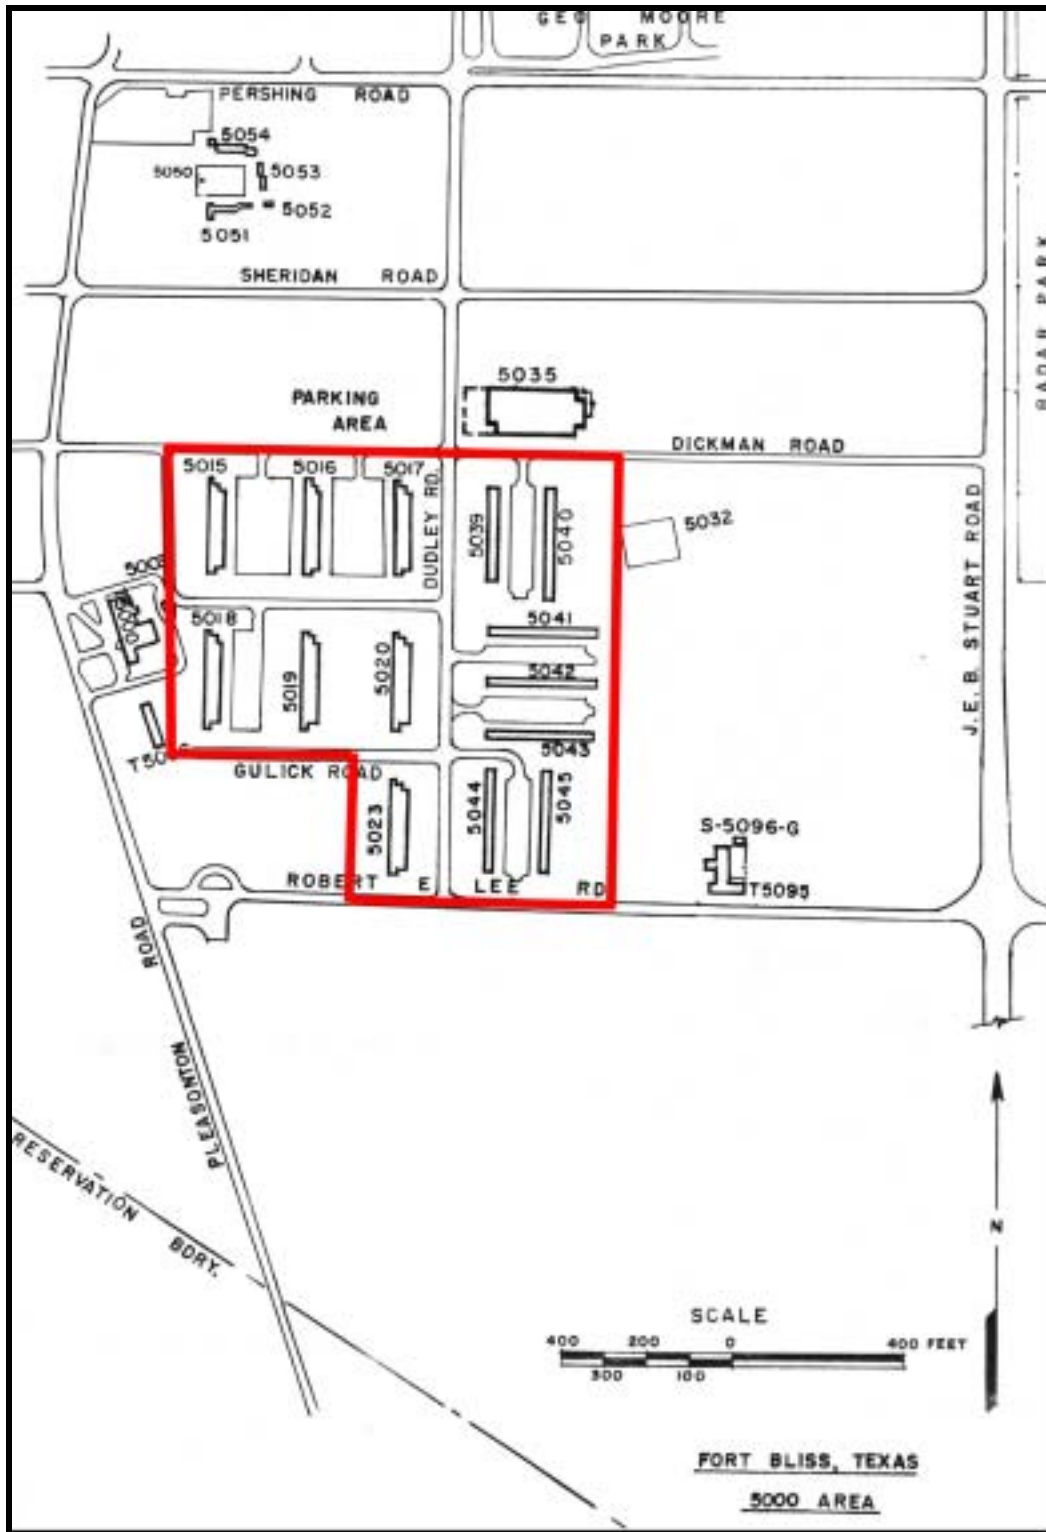 GEO MOORE
PARK
PERSHING ROAD
5054
5050
5053
5052
5051
RADAR PARK
SHERIDAN ROAD
5035
PARKING
AREA
DICKMAN ROAD
5015
5016
5017
DUDLEY RD.
5039
5040
5032
J.E.B. STUART ROAD
5000
5018
5019
5020
5041
5042
5043
GULICK ROAD
5023
5044
5045
S-5096-G
T5095
ROBERT E LEE RD
PLEASONTON ROAD
RESERVATION BDRY.
N
SCALE
400 200 0 400 FEET
300 100
FORT BLISS, TEXAS
5000 AREA